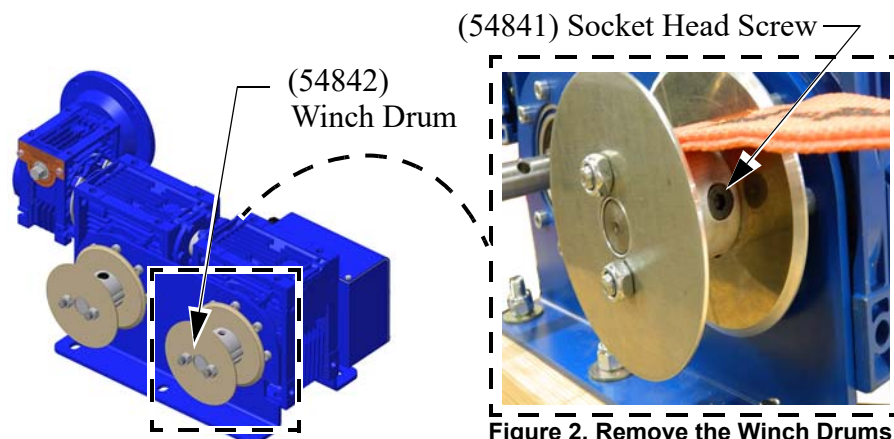 (54841) Socket Head Screw
(54842)
Winch Drum
Figure 2. Remove the Winch Drums